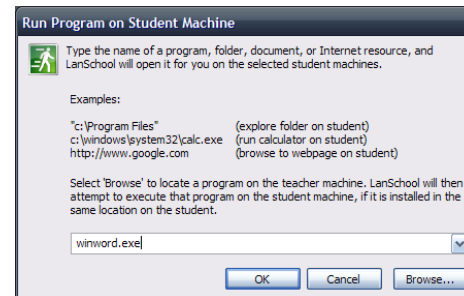 Run Program on Student Machine
Type the name of a program, folder, document, or Internet resource, and
LanSchool will open it for you on the selected student machines.
Examples:
"c:\Program Files" (explore folder on student)
c:\windows\system32\calc.exe (run calculator on student)
http://www.google.com (browse to webpage on student)
Select 'Browse' to locate a program on the teacher machine. LanSchool will then
attempt to execute that program on the student machine, if it is installed in the
same location on the student.
winword.exe
OK Cancel Browse...